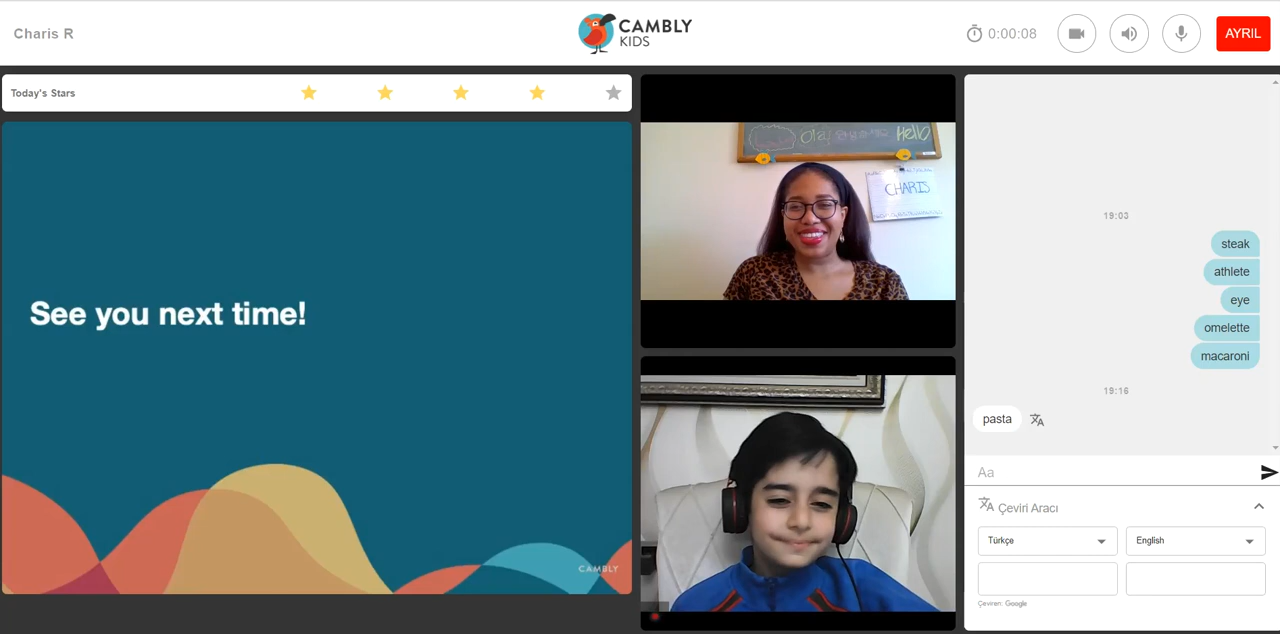 Charis R
CAMBLY
KIDS
0:00:08
AYRIL
Today's Stars
See you next time!
CAMBLY
Olá!
Hello
CHARIS
19:03
steak
athlete
eye
omelette
macaroni
19:16
pasta
Aa
Çeviri Aracı
Türkçe
English
Çeviren: Google